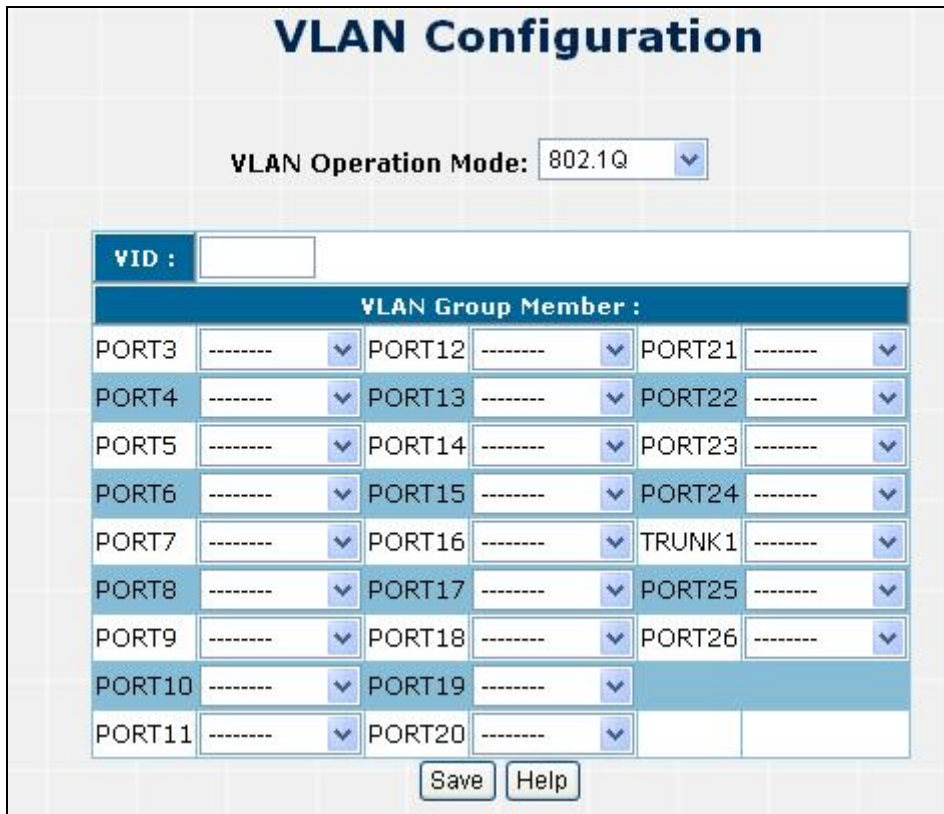 VLAN Configuration
VLAN Operation Mode: 802.1Q
VID :
VLAN Group Member :
PORT3 -------- PORT12 -------- PORT21 --------
PORT4 -------- PORT13 -------- PORT22 --------
PORT5 -------- PORT14 -------- PORT23 --------
PORT6 -------- PORT15 -------- PORT24 --------
PORT7 -------- PORT16 -------- TRUNK1 --------
PORT8 -------- PORT17 -------- PORT25 --------
PORT9 -------- PORT18 -------- PORT26 --------
PORT10 -------- PORT19 --------
PORT11 -------- PORT20 --------
Save Help